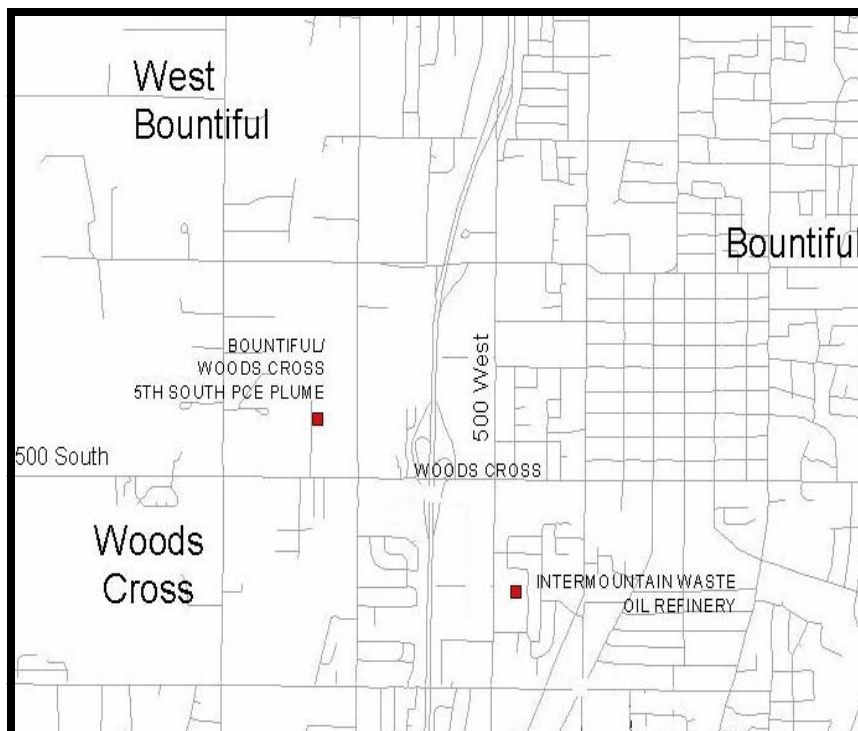 West
Bountiful
Bountiful
BOUNTIFUL/
WOODS CROSS
5TH SOUTH PCE PLUME
500 West
500 South
WOODS CROSS
Woods
Cross
INTERMOUNTAIN WASTE
OIL REFINERY